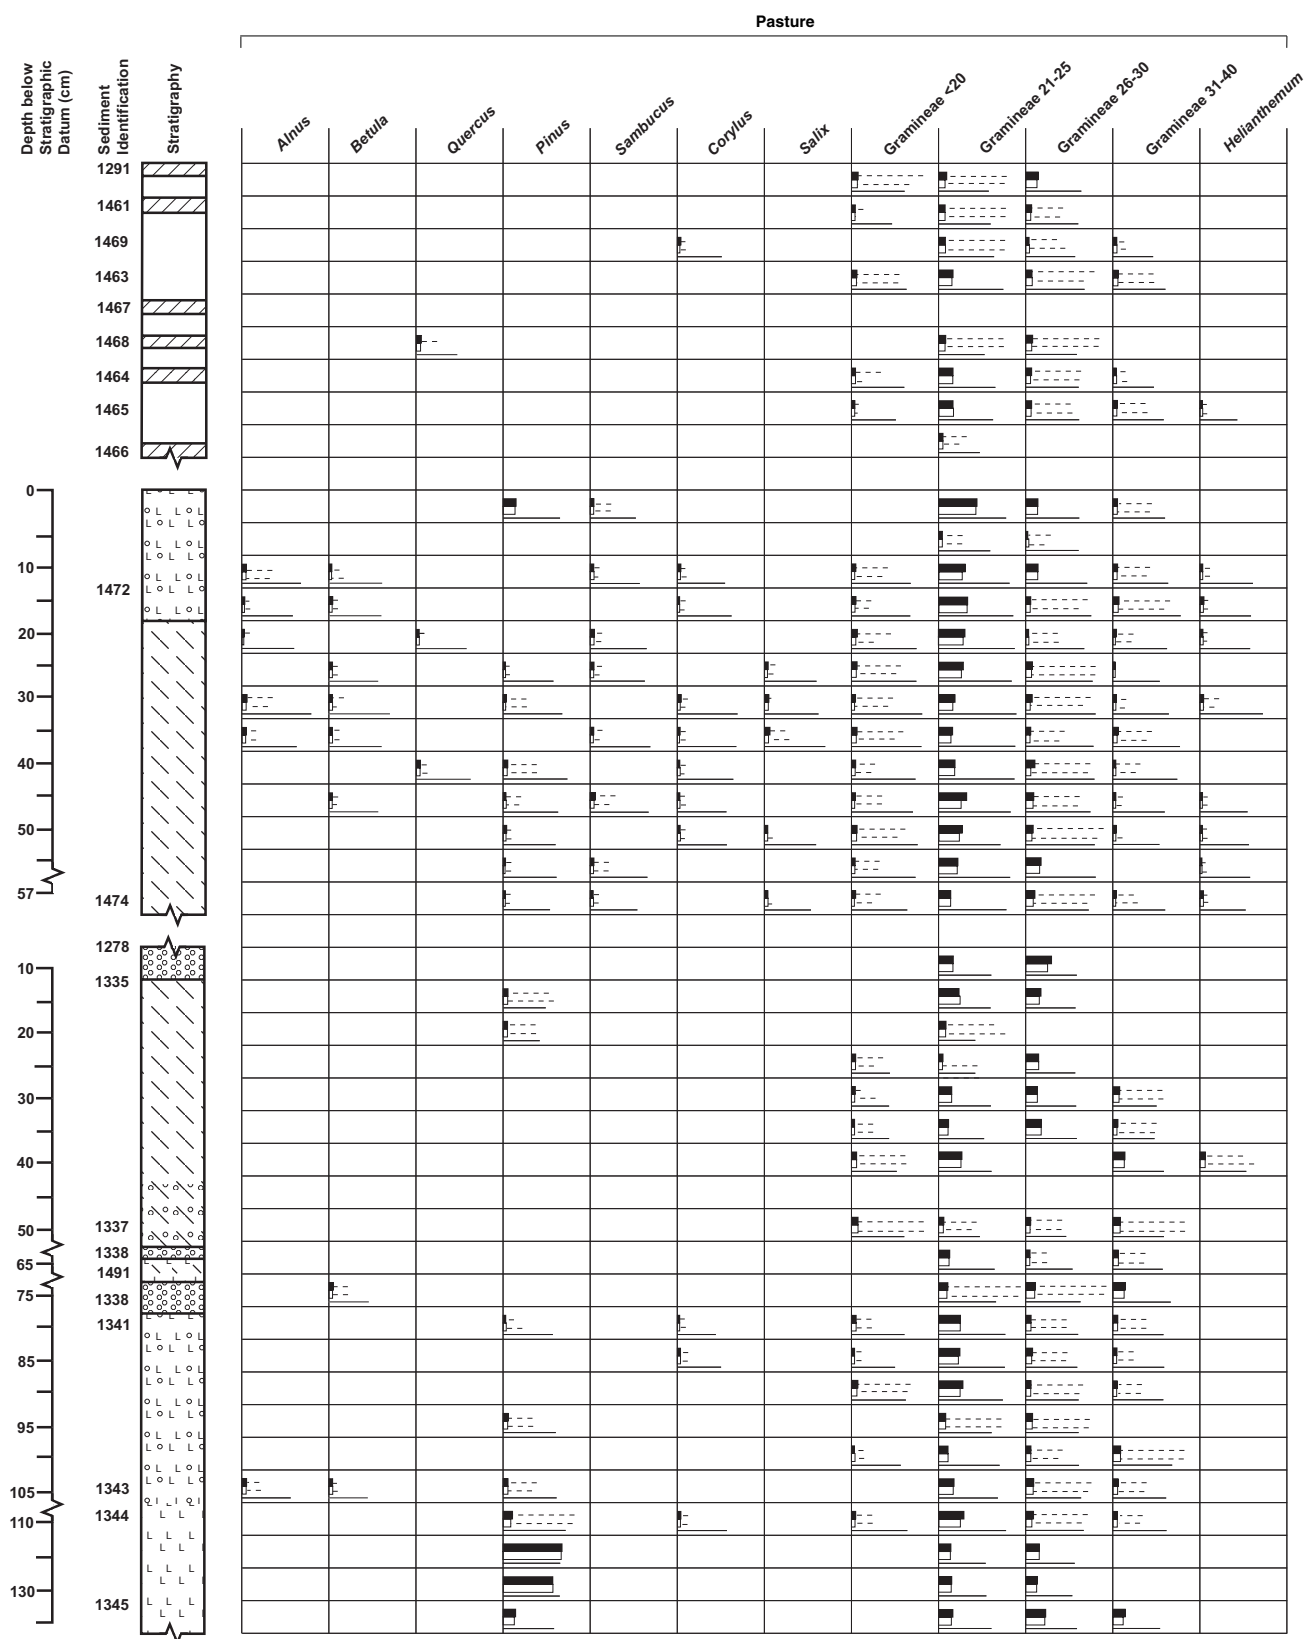 Pasture
Depth below
Stratigraphic
Datum (cm)
Sediment
Identification
Stratigraphy
Alnus
Betula
Quercus
Pinus
Sambucus
Corylus
Salix
Gramineae <20
Gramineae 21-25
Gramineae 26-30
Gramineae 31-40
Helianthemum
1291
1461
1469
1463
1467
1468
1464
1465
1466
0
10
1472
20
30
40
50
57
1474
1278
10
1335
20
30
40
1337
50
1338
65
1491
75
1338
1341
85
95
1343
105
1344
110
130
1345